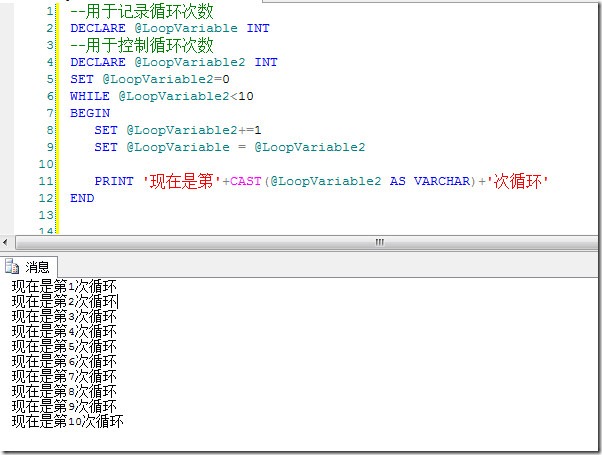 1 --用于记录循环次数
2 DECLARE @LoopVariable INT
3 --用于控制循环次数
4 DECLARE @LoopVariable2 INT
5 SET @LoopVariable2=0
6 WHILE @LoopVariable2<10
7 BEGIN
8 SET @LoopVariable2+=1
9 SET @LoopVariable = @LoopVariable2
10
11 PRINT '现在是第'+CAST(@LoopVariable2 AS VARCHAR)+'次循环'
12 END
13
14
消息
现在是第1次循环
现在是第2次循环
现在是第3次循环
现在是第4次循环
现在是第5次循环
现在是第6次循环
现在是第7次循环
现在是第8次循环
现在是第9次循环
现在是第10次循环